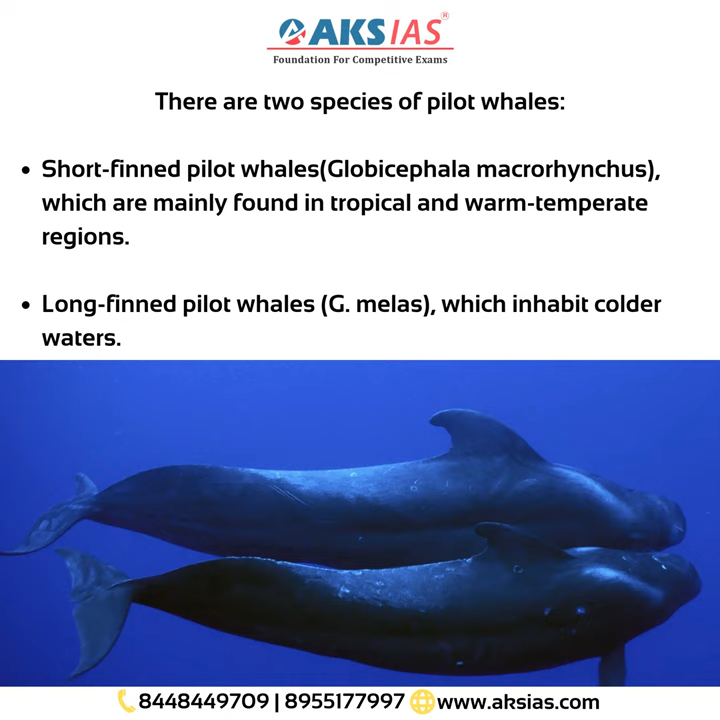 AKS IAS®
Foundation For Competitive Exams
There are two species of pilot whales:
• Short-finned pilot whales(Globicephala macrorhynchus),
which are mainly found in tropical and warm-temperate
regions.
• Long-finned pilot whales (G. melas), which inhabit colder
waters.
8448449709 | 8955177997 www.aksias.com